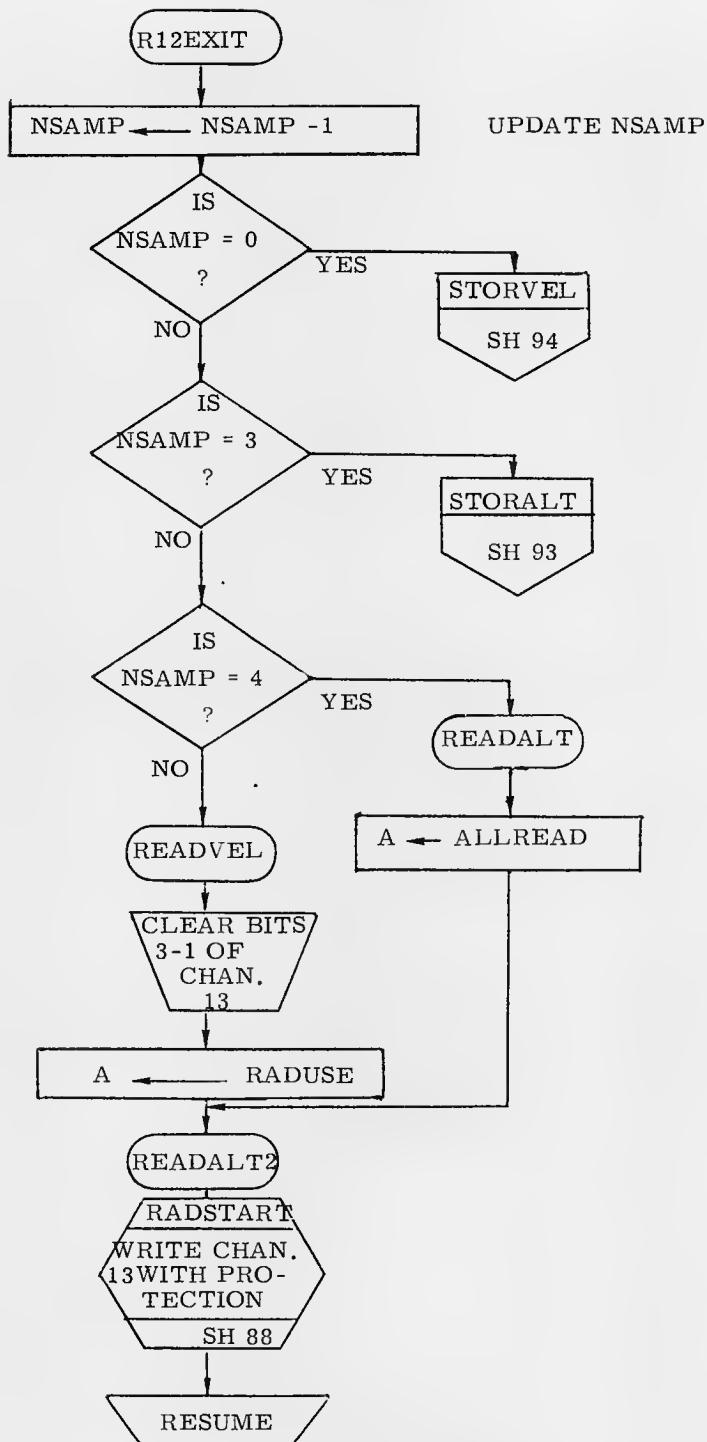 R12EXIT
NSAMP ← NSAMP -1
UPDATE NSAMP
IS
NSAMP = 0
?
YES
NO
STORVEL
SH 94
IS
NSAMP = 3
?
YES
NO
STORALT
SH 93
IS
NSAMP = 4
?
YES
NO
READALT
A ← ALLREAD
READVEL
CLEAR BITS
3-1 OF
CHAN.
13
A ← RADUSE
READALT2
RADSTART
WRITE CHAN.
13WITH PRO-
TECTION
SH 88
RESUME